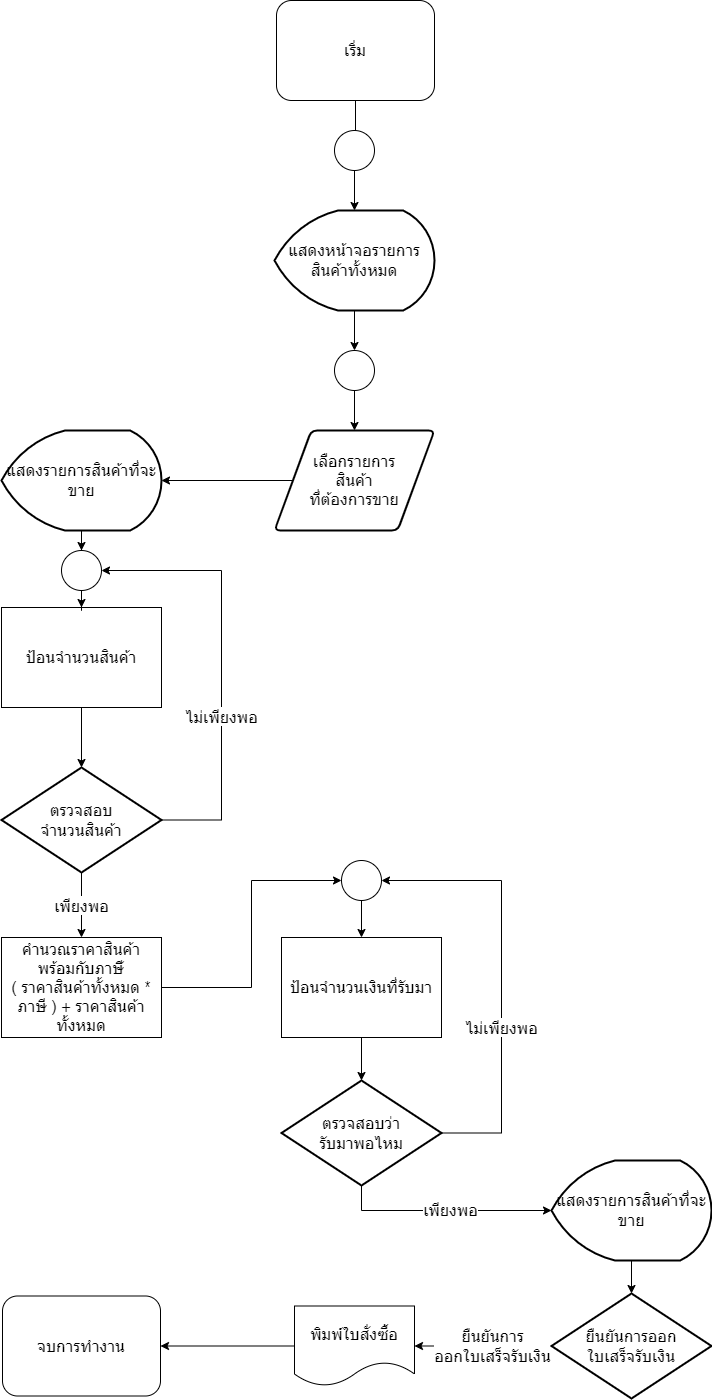 เริ่ม
แสดงหน้าจอรายการ
สินค้าทั้งหมด
เลือกรายการ
สินค้า
ที่ต้องการขาย
แสดงรายการสินค้าที่จะ
ขาย
ป้อนจำนวนสินค้า
ไม่เพียงพอ
ตรวจสอบ
จำนวนสินค้า
เพียงพอ
คำนวณราคาสินค้า
พร้อมกับภาษี
( ราคาสินค้าทั้งหมด *
ภาษี ) + ราคาสินค้า
ทั้งหมด
ป้อนจำนวนเงินที่รับมา
ไม่เพียงพอ
ตรวจสอบว่า
รับมาพอไหม
เพียงพอ
แสดงรายการสินค้าที่จะ
ขาย
ยืนยันการออก
ใบเสร็จรับเงิน
ยืนยันการ
ออกใบเสร็จรับเงิน
พิมพ์ใบสั่งซื้อ
จบการทำงาน